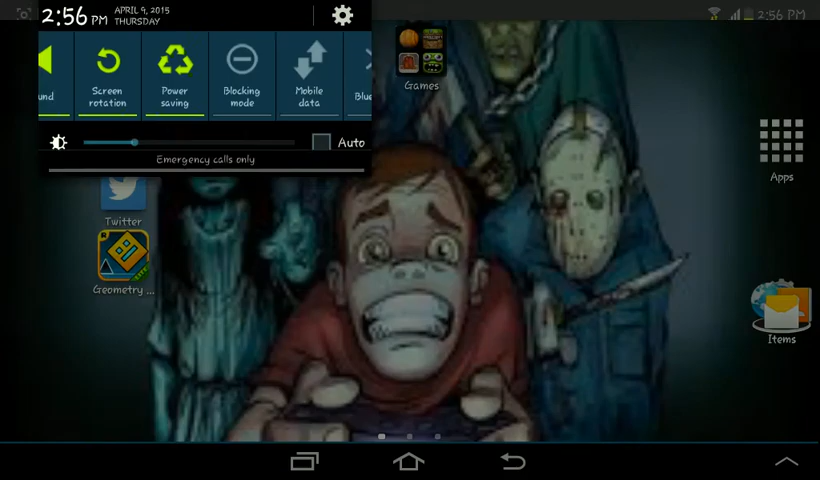 2:56 PM
APRIL 9, 2015
THURSDAY
2:56 PM
und
Screen
rotation
Power
saving
Blocking
mode
Mobile
data
Blue
Auto
Emergency calls only
Games
Apps
Twitter
Geometry ...
Items